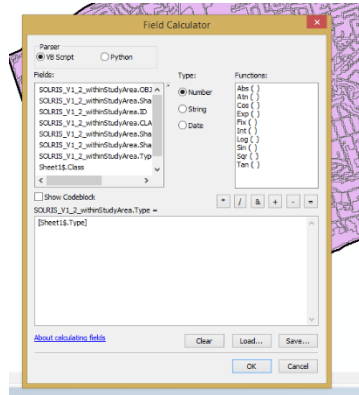 Field Calculator
Parser
VB Script Python
Fields: Type: Functions:
SOLRIS_V1_2_withinStudyArea.OBJ
SOLRIS_V1_2_withinStudyArea.Sha
SOLRIS_V1_2_withinStudyArea.ID
SOLRIS_V1_2_withinStudyArea.CLA
SOLRIS_V1_2_withinStudyArea.Sha
SOLRIS_V1_2_withinStudyArea.Sha
SOLRIS_V1_2_withinStudyArea.Typ
Sheet1$.Class
Number
String
Date
Abs ( )
Atn ( )
Cos ( )
Exp ( )
Fix ( )
Int ( )
Log ( )
Sin ( )
Sqr ( )
Tan ( )
Show Codeblock
* / & + - =
SOLRIS_V1_2_withinStudyArea.Type =
[Sheet1$.Type]
About calculating fields Clear Load... Save...
OK Cancel